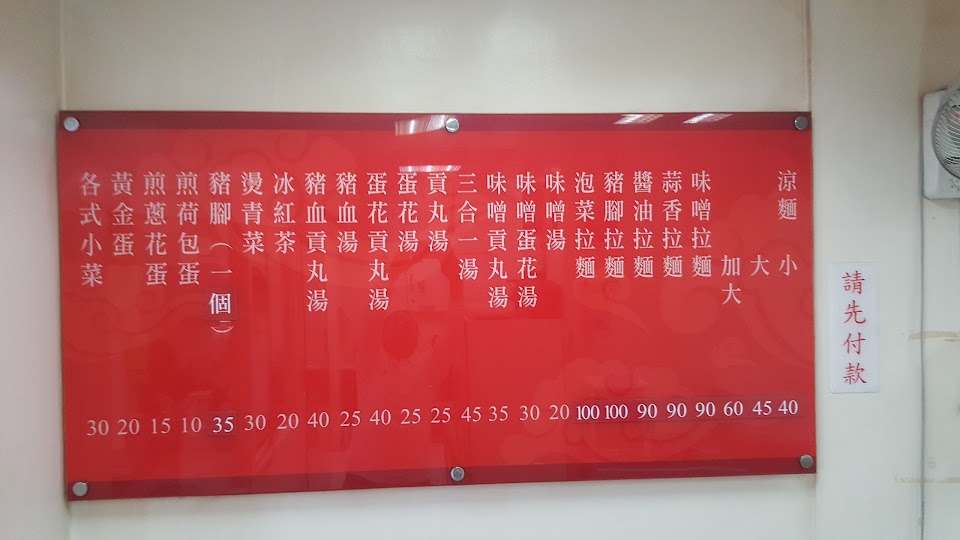 涼麵 小 40
大 45
加大 60
味噌拉麵 90
蒜香拉麵 90
醬油拉麵 90
豬腳拉麵 100
泡菜拉麵 100
味噌湯 20
味噌蛋花湯 30
味噌貢丸湯 35
三合一湯 45
貢丸湯 25
蛋花湯 25
蛋花貢丸湯 40
豬血湯 25
豬血貢丸湯 40
冰紅茶 20
燙青菜 30
豬腳(一個) 35
煎荷包蛋 10
煎蔥花蛋 15
黃金蛋 20
各式小菜 30
請先付款